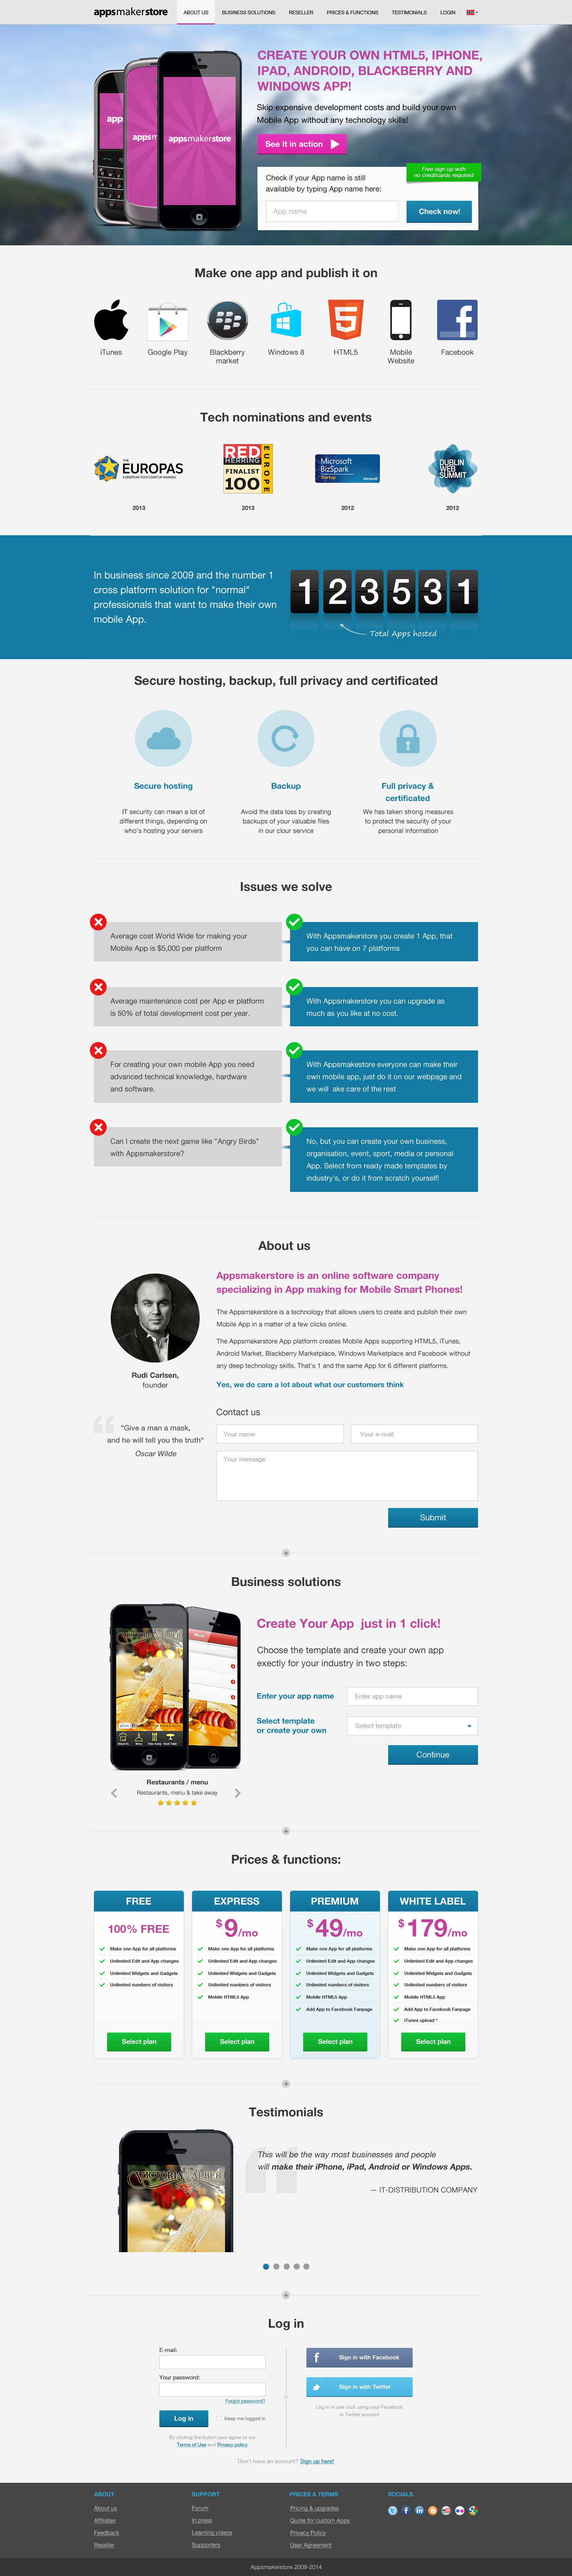 appsmakerstore
ABOUT US
BUSINESS SOLUTIONS
RESELLER
PRICES & FUNCTIONS
TESTIMONIALS
LOGIN
app
appsm
appsmakerstore
CREATE YOUR OWN HTML5, IPHONE,
IPAD, ANDROID, BLACKBERRY AND
WINDOWS APP!
Skip expensive development costs and build your own
Mobile App without any technology skills!
See it in action
Free sign up with
no creditcards required
Check if your App name is still
available by typing App name here:
App name
Check now!
Make one app and publish it on
iTunes
Google Play
Blackberry
market
Windows 8
HTML5
Mobile
Website
Facebook
Tech nominations and events
THE
EUROPAS
EUROPEAN TECH STARTUP AWARDS
RED
HERRING
FINALIST
100
EUROPE
Microsoft
BizSpark
Startup
Microsoft
DUBLIN
WEB
SUMMIT
2013
2013
2012
2012
In business since 2009 and the number 1
cross platform solution for "normal"
professionals that want to make their own
mobile App.
1 2 3 5 3 1
Total Apps hosted
Secure hosting, backup, full privacy and certificated
Secure hosting
IT security can mean a lot of
different things, depending on
who's hosting your servers
Backup
Avoid the data loss by creating
backups of your valuable files
in our clour service
Full privacy &
certificated
We has taken strong measures
to protect the security of your
personal information
Issues we solve
Average cost World Wide for making your
Mobile App is $5,000 per platform
With Appsmakerstore you create 1 App, that
you can have on 7 platforms
Average maintenance cost per App er platform
is 50% of total development cost per year.
With Appsmakerstore you can upgrade as
much as you like at no cost.
For creating your own mobile App you need
advanced technical knowledge, hardware
and software.
With Appsmakestore everyone can make their
own mobile app, just do it on our webpage and
we will  ake care of the rest
Can I create the next game like "Angry Birds"
with Appsmakerstore?
No, but you can create your own business,
organisation, event, sport, media or personal
App. Select from ready made templates by
industry's, or do it from scratch yourself!
About us
Rudi Carlsen,
founder
"Give a man a mask,
and he will tell you the truth"
Oscar Wilde
Appsmakerstore is an online software company
specializing in App making for Mobile Smart Phones!
The Appsmakerstore is a technology that allows users to create and publish their own
Mobile App in a matter of a few clicks online.
The Appsmakerstore App platform creates Mobile Apps supporting HTML5, iTunes,
Android Market, Blackberry Marketplace, Windows Marketplace and Facebook without
any deep technology skills. That's 1 and the same App for 6 different platforms.
Yes, we do care a lot about what our customers think
Contact us
Your name
Your e-mail
Your message
Submit
Business solutions
VICTORIA ALBERT
Restaurants / menu
Restaurants, menu & take away
Create Your App  just in 1 click!
Choose the template and create your own app
exectly for your industry in two steps:
Enter your app name
Enter app name
Select template
or create your own
Select template
Continue
Prices & functions:
FREE
100% FREE
Make one App for all platforms
Unlimited Edit and App changes
Unlimited Widgets and Gadgets
Unlimited numbers of visitors
Select plan
EXPRESS
$9/mo
Make one App for all platforms
Unlimited Edit and App changes
Unlimited Widgets and Gadgets
Unlimited numbers of visitors
Mobile HTML5 App
Select plan
PREMIUM
$49/mo
Make one App for all platforms
Unlimited Edit and App changes
Unlimited Widgets and Gadgets
Unlimited numbers of visitors
Mobile HTML5 App
Add App to Facebook Fanpage
Select plan
WHITE LABEL
$179/mo
Make one App for all platforms
Unlimited Edit and App changes
Unlimited Widgets and Gadgets
Unlimited numbers of visitors
Mobile HTML5 App
Add App to Facebook Fanpage
iTunes upload *
Select plan
Testimonials
VICTORIA ALBERT
This will be the way most businesses and people
will make their iPhone, iPad, Android or Windows Apps.
— IT-DISTRIBUTION COMPANY
Log in
E-mail:
Your password:
Forgot password?
Log in
Keep me logged in
By clicking the button your agree to our
Terms of Use and Privacy policy
or
Sign in with Facebook
Sign in with Twitter
Log in in one click using your Facebook
or Twitter account
Don't have an account? Sign up here!
ABOUT
About us
Affiliates
Feedback
Reseller
SUPPORT
Forum
In press
Learning videos
Supporters
PRICES & TERMS
Pricing & upgrades
Quote for custom Apps
Privacy Policy
User Agreement
SOCIALS
Appsmakerstore 2009-2014